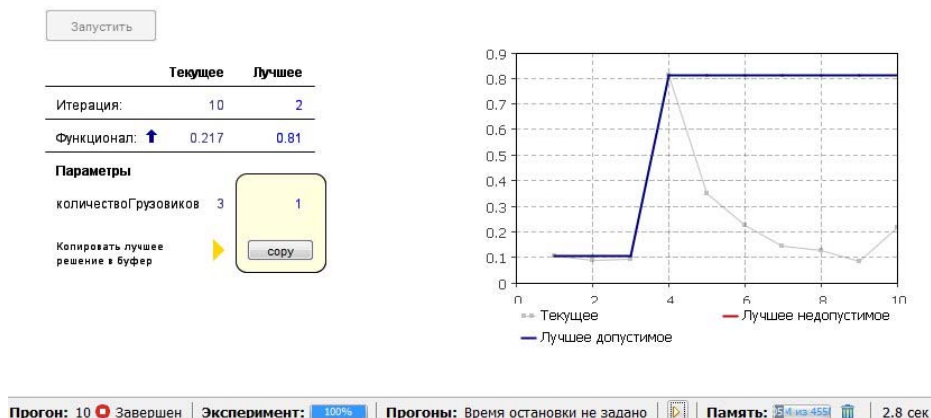 Запустить
Текущее Лучшее
Итерация: 10 2
Функционал: 0.217 0.81
Параметры
количествоГрузовиков 3 1
Копировать лучшее
решение в буфер
copy
0.9
0.8
0.7
0.6
0.5
0.4
0.3
0.2
0.1
0
0 2 4 6 8 10
Текущее Лучшее недопустимое
Лучшее допустимое
Прогон: 10 Завершен Эксперимент: 100% Прогоны: Время остановки не задано Память: из 455 2.8 сек